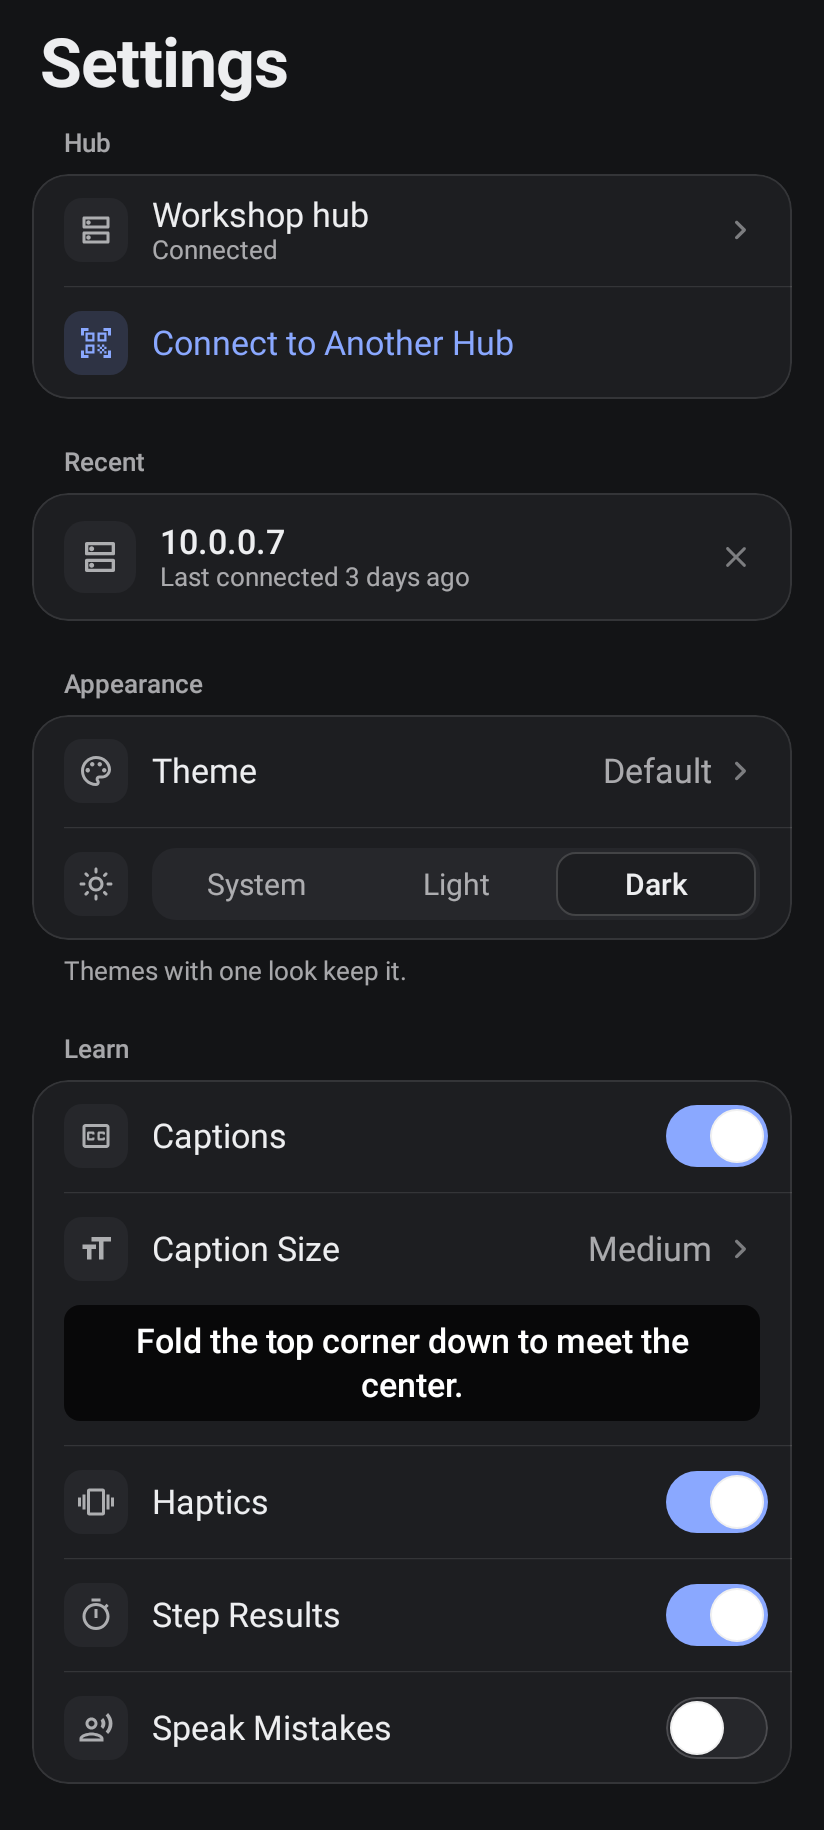 Settings
Hub
Workshop hub
Connected
Connect to Another Hub
Recent
10.0.0.7
Last connected 3 days ago
Appearance
Theme
Default
System
Light
Dark
Themes with one look keep it.
Learn
Captions
Caption Size
Medium
Fold the top corner down to meet the
center.
Haptics
Step Results
Speak Mistakes